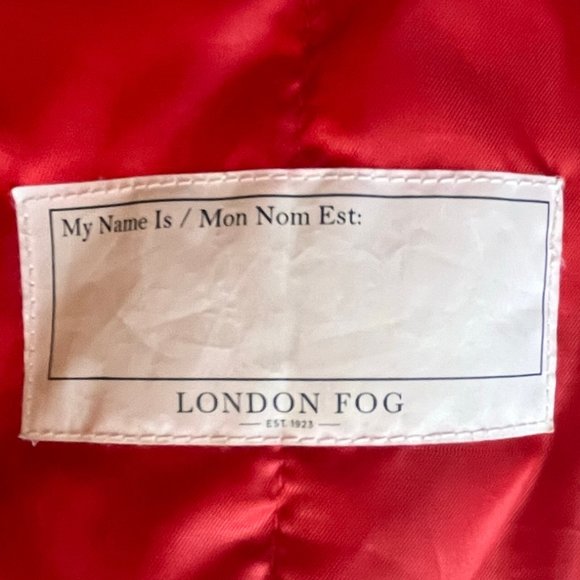 My Name Is / Mon Nom Est:
LONDON FOG
EST. 1923